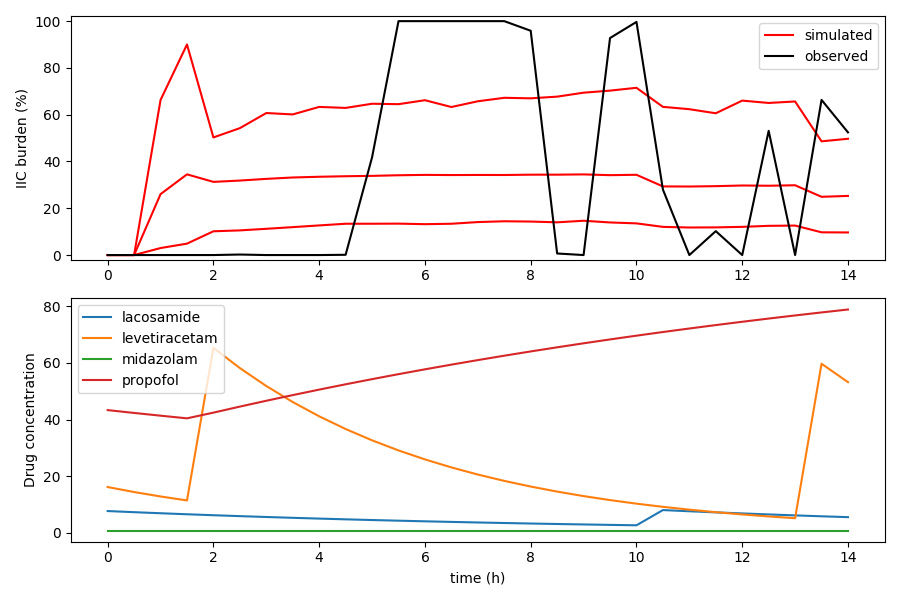 100
80
60
40
20
0
IIC burden (%)
simulated
observed
0 2 4 6 8 10 12 14
80
60
40
20
0
Drug concentration
lacosamide
levetiracetam
midazolam
propofol
0 2 4 6 8 10 12 14
time (h)